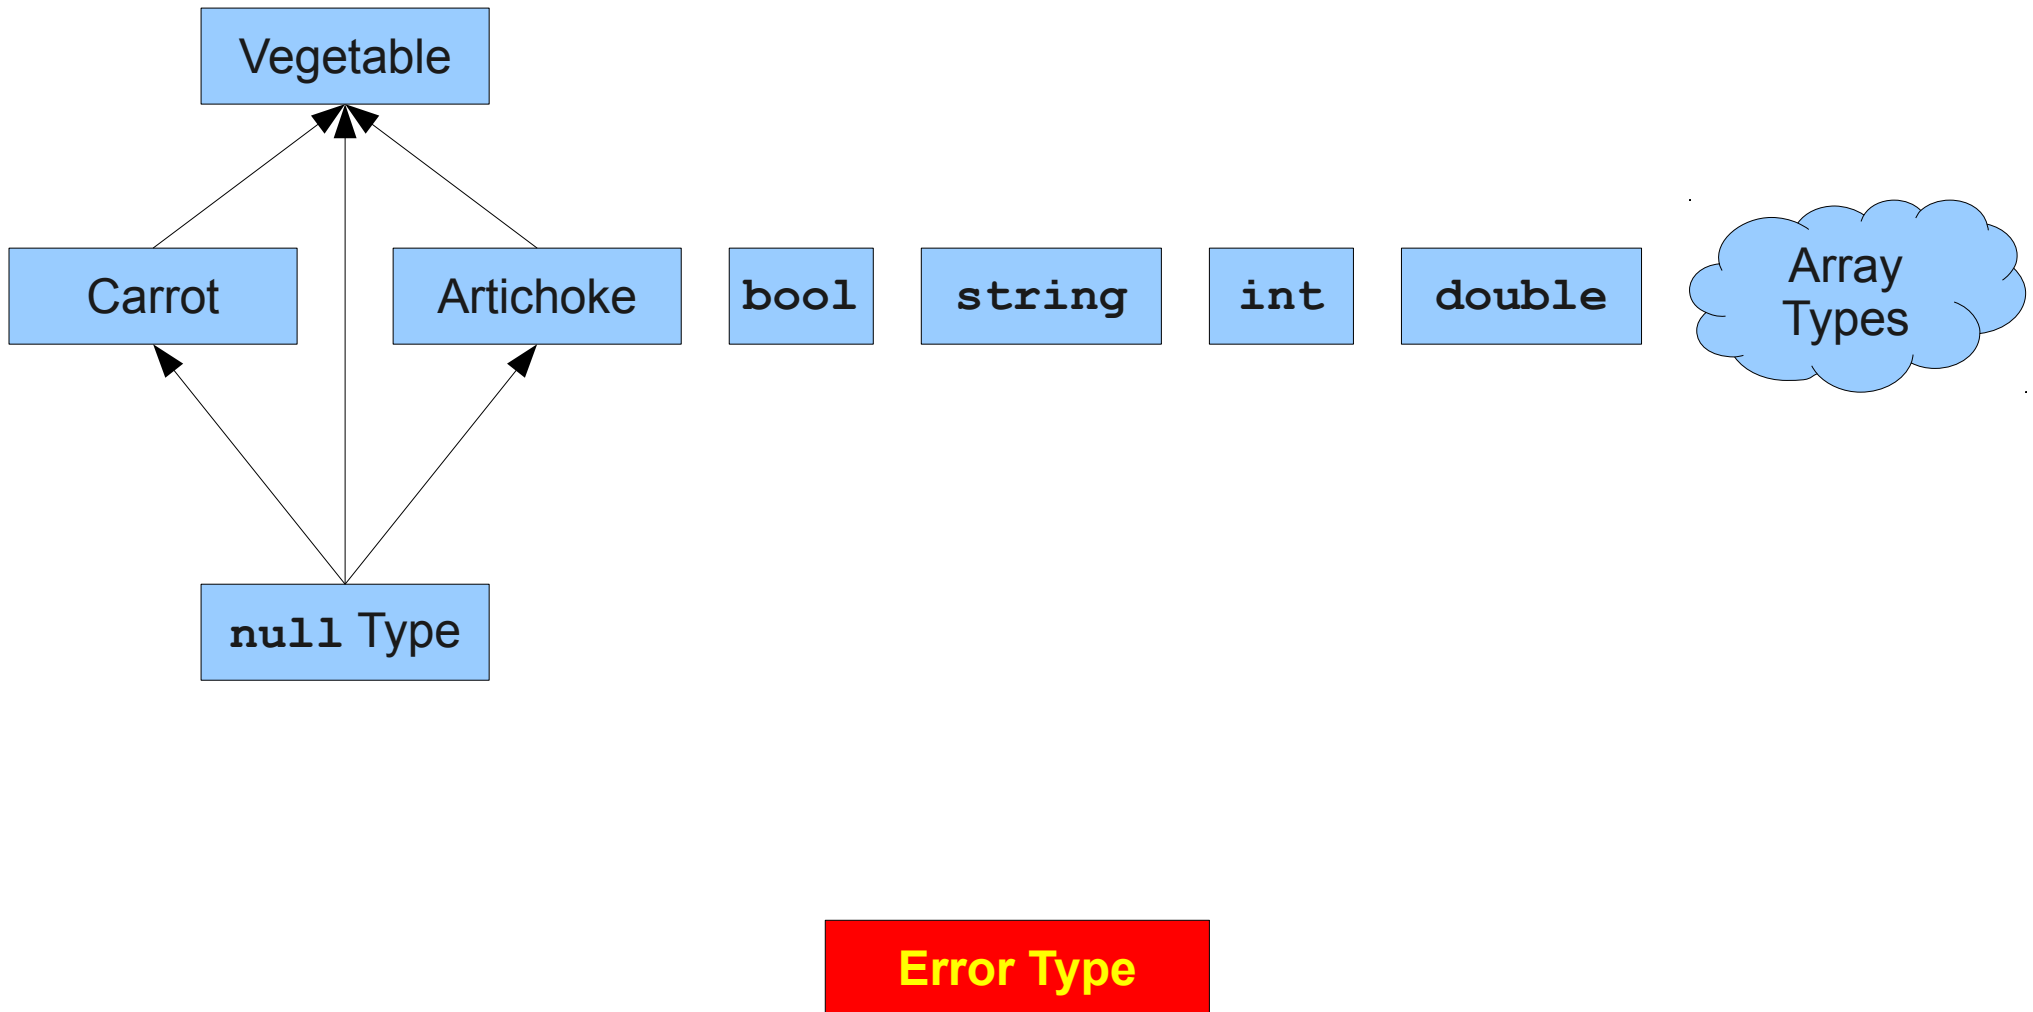 Vegetable
Carrot
Artichoke
bool
string
int
double
Array
Types
null Type
Error Type